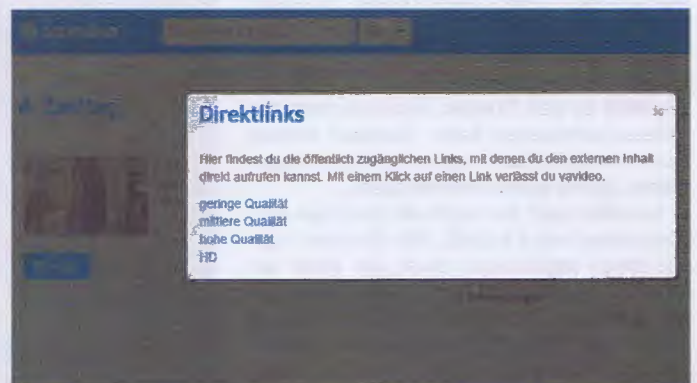 Direktlinks
Hier findest du die öffentlich zugänglichen Links, mit denen du den externen Inhalt
direkt aufrufen kannst. Mit einem Klick auf einen Link verlässt du vavideo.
geringe Qualität
mittlere Qualität
hohe Qualität
HD